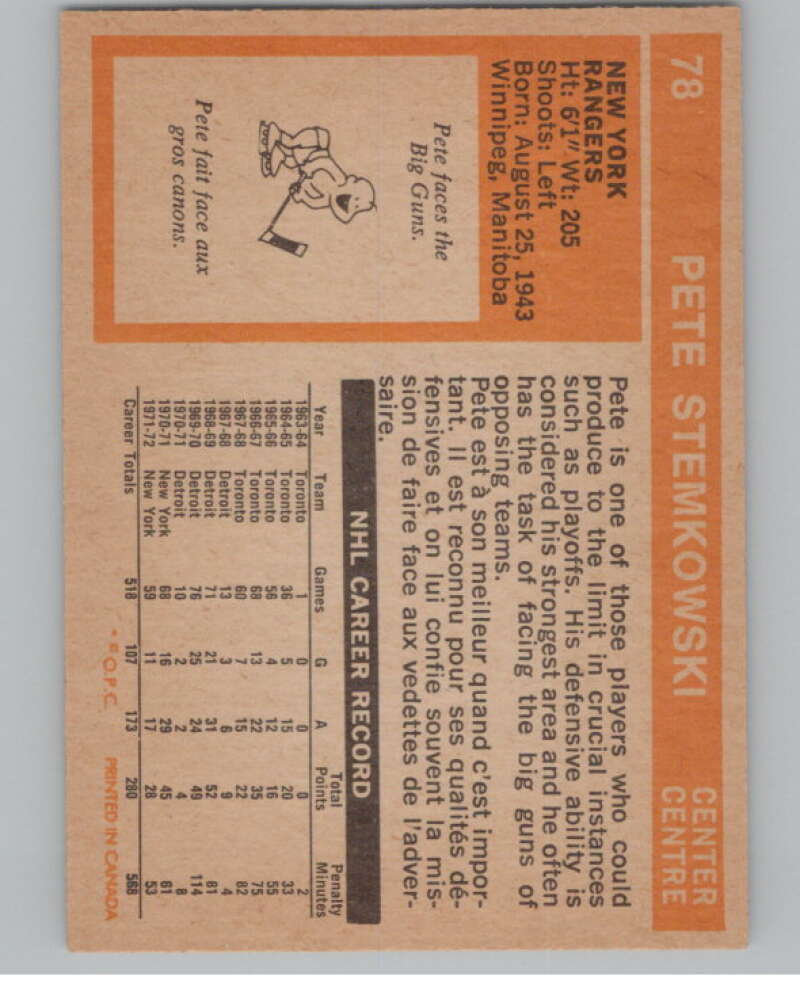 78 PETE STEMKOWSKI CENTER
CENTRE
NEW YORK
RANGERS
Ht: 6'1" Wt: 205
Shoots: Left
Born: August 25, 1943
Winnipeg, Manitoba
Pete faces the
Big Guns.
Pete fait face aux
gros canons.
Pete is one of those players who could
produce to the limit in crucial instances
such as playoffs. His defensive ability is
considered his strongest area and he often
has the task of facing the big guns of
opposing teams.
Pete est à son meilleur quand c'est impor-
tant. Il est reconnu pour ses qualités dé-
fensives et on lui confie souvent la mis-
sion de faire face aux vedettes de l'adver-
saire.
NHL CAREER RECORD
Year Team Games G A Total Points Penalty Minutes
1963-64 Toronto 1 0 0 0 2
1964-65 Toronto 36 5 15 20 33
1965-66 Toronto 56 4 12 16 55
1966-67 Toronto 68 13 22 35 75
1967-68 Toronto 60 7 15 22 82
1967-68 Detroit 13 3 6 9 4
1968-69 Detroit 71 21 31 52 81
1969-70 Detroit 76 25 24 49 114
1970-71 Detroit 10 2 2 4 8
1970-71 New York 68 16 29 45 61
1971-72 New York 59 11 17 28 53
Career Totals 518 107 173 280 568
* © O.P.C. PRINTED IN CANADA